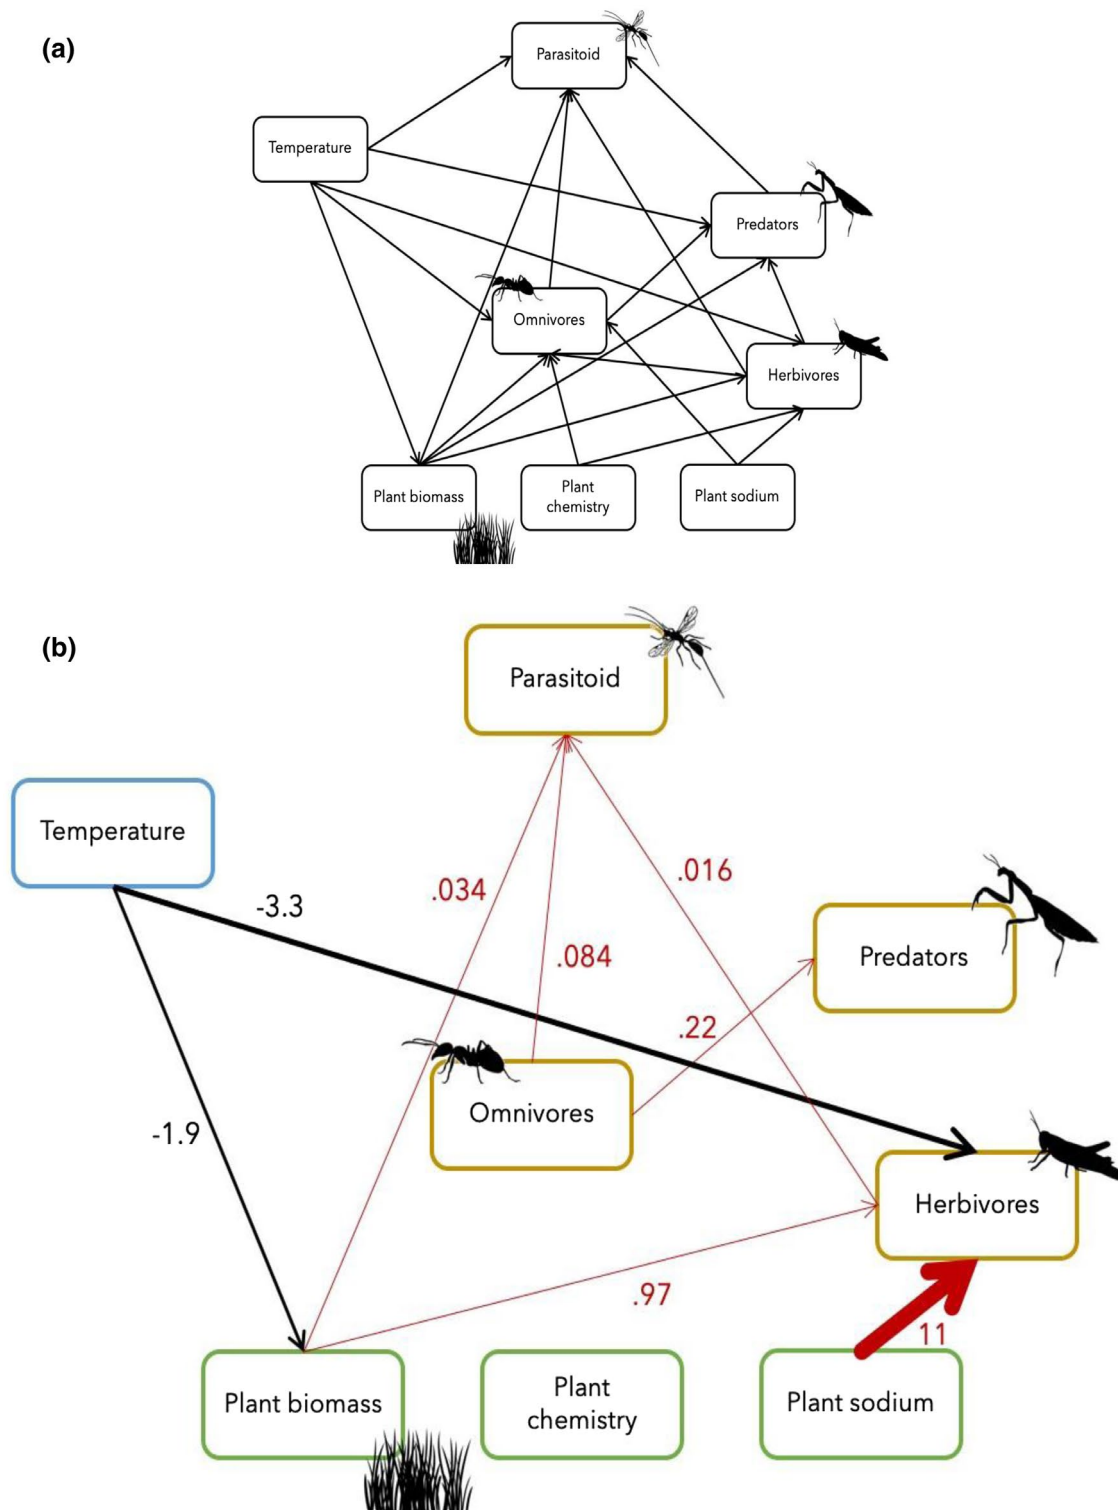 (a)
Parasitoid
Temperature
Predators
Omnivores
Herbivores
Plant biomass
Plant
chemistry
Plant sodium
(b)
Parasitoid
Temperature
.016
.034
-3.3
.084
Predators
.22
Omnivores
-1.9
Herbivores
.97
11
Plant biomass
Plant
chemistry
Plant sodium